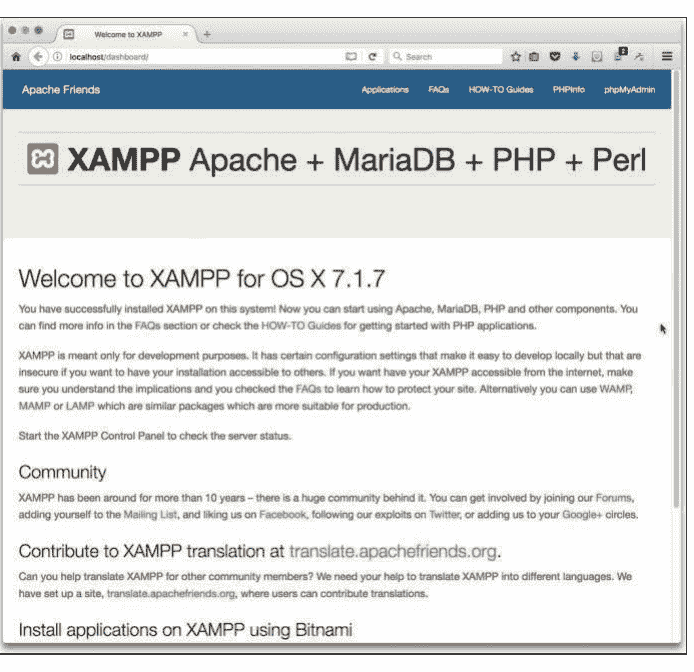 Welcome to XAMPP
localhost/dashboard/
Search
2
Apache Friends
Applications FAQs HOW-TO Guides PHPInfo phpMyAdmin
XAMPP Apache + MariaDB + PHP + Perl
Welcome to XAMPP for OS X 7.1.7
You have successfully installed XAMPP on this system! Now you can start using Apache, MariaDB, PHP and other components. You
can find more info in the FAQs section or check the HOW-TO Guides for getting started with PHP applications.
XAMPP is meant only for development purposes. It has certain configuration settings that make it easy to develop locally but that are
insecure if you want to have your installation accessible to others. If you want have your XAMPP accessible from the internet, make
sure you understand the implications and you checked the FAQs to learn how to protect your site. Alternatively you can use WAMP,
MAMP or LAMP which are similar packages which are more suitable for production.
Start the XAMPP Control Panel to check the server status.
Community
XAMPP has been around for more than 10 years – there is a huge community behind it. You can get involved by joining our Forums,
adding yourself to the Mailing List, and liking us on Facebook, following our exploits on Twitter, or adding us to your Google+ circles.
Contribute to XAMPP translation at translate.apachefriends.org.
Can you help translate XAMPP for other community members? We need your help to translate XAMPP into different languages. We
have set up a site, translate.apachefriends.org, where users can contribute translations.
Install applications on XAMPP using Bitnami